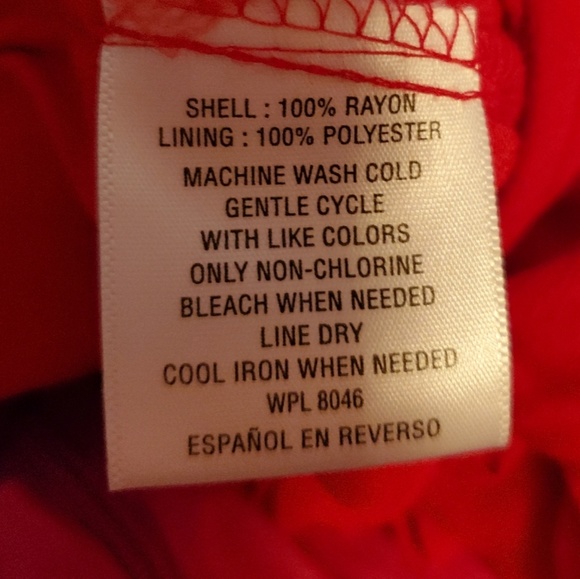 SHELL : 100% RAYON
LINING : 100% POLYESTER
MACHINE WASH COLD
GENTLE CYCLE
WITH LIKE COLORS
ONLY NON-CHLORINE
BLEACH WHEN NEEDED
LINE DRY
COOL IRON WHEN NEEDED
WPL 8046
ESPAÑOL EN REVERSO